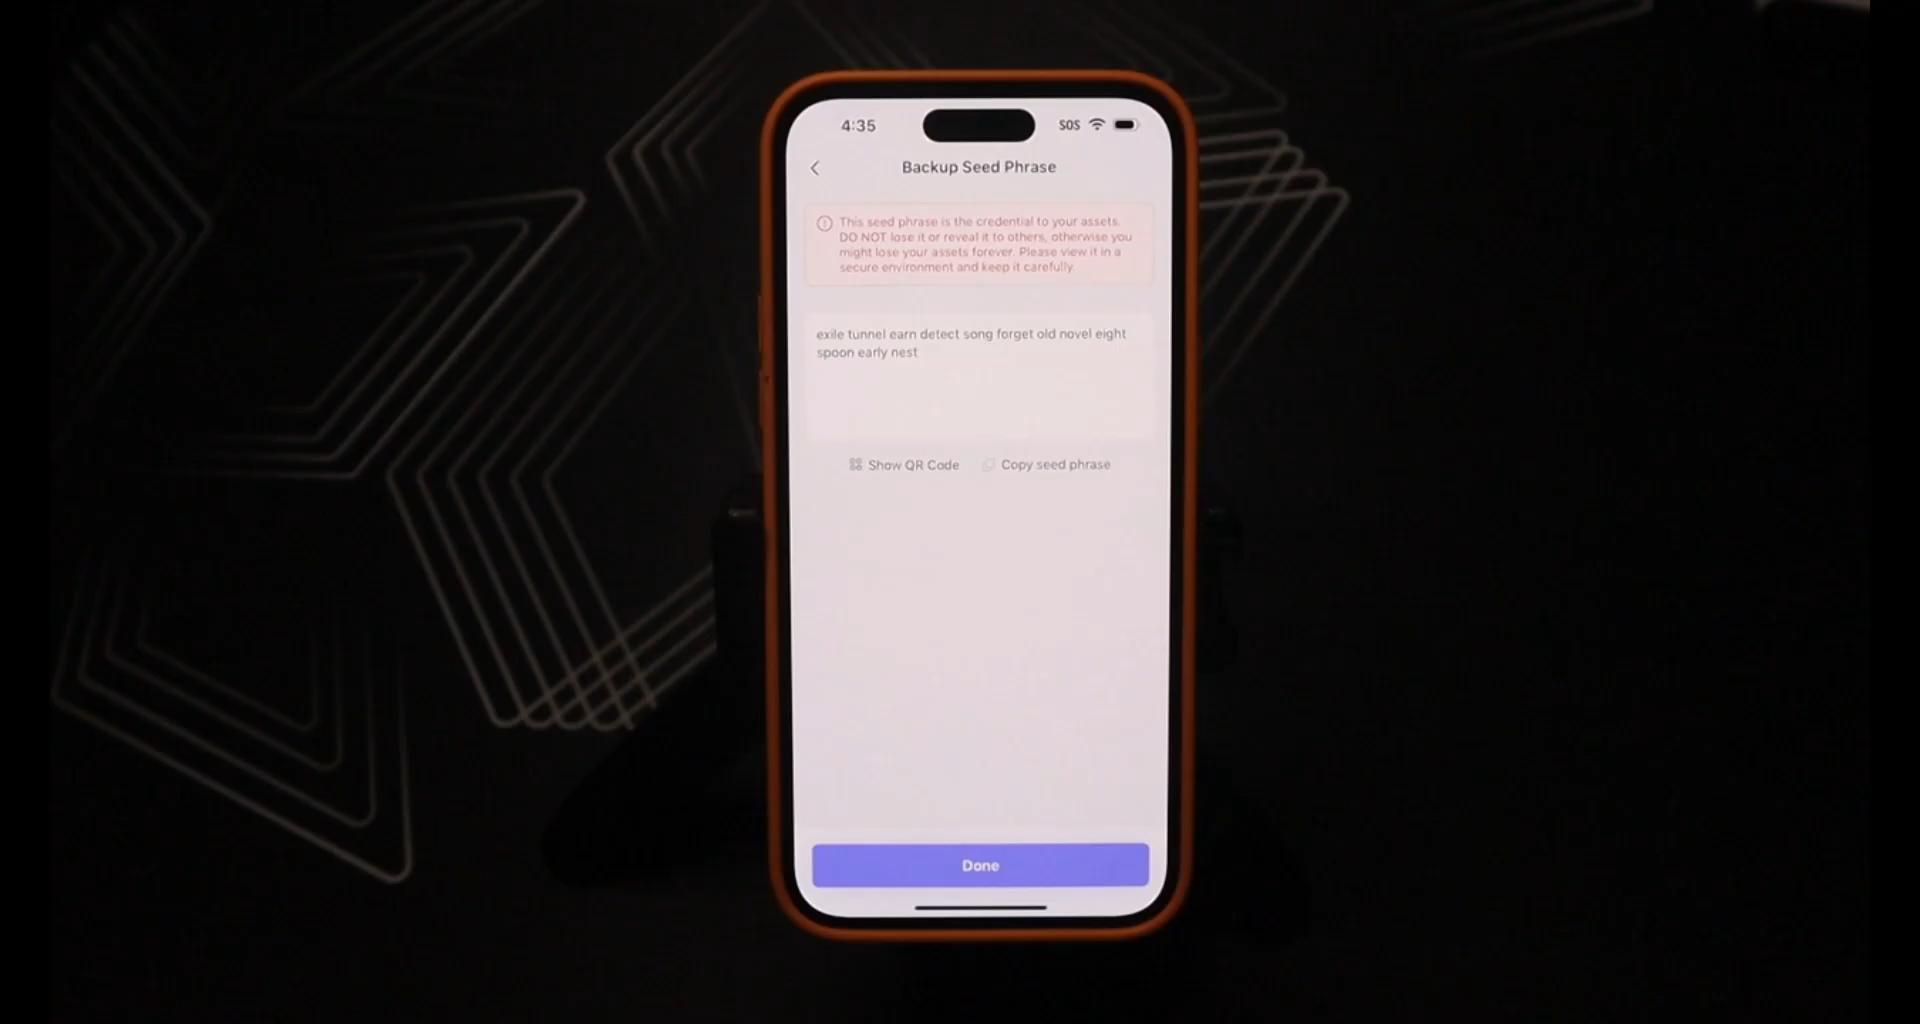 4:35
SOS
Backup Seed Phrase
This seed phrase is the credential to your assets.
DO NOT lose it or reveal it to others, otherwise you
might lose your assets forever. Please view it in a
secure environment and keep it carefully.
exile tunnel earn detect song forget old novel eight
spoon early nest
Show QR Code
Copy seed phrase
Done